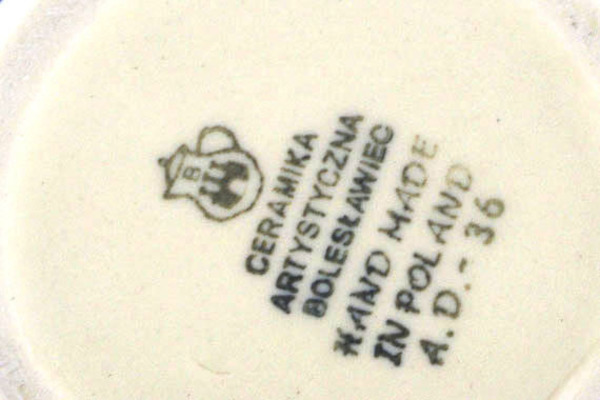 B
CERAMIKA
ARTYSTYCZNA
BOLESŁAWIEC
HAND MADE
IN POLAND
A.D.-36